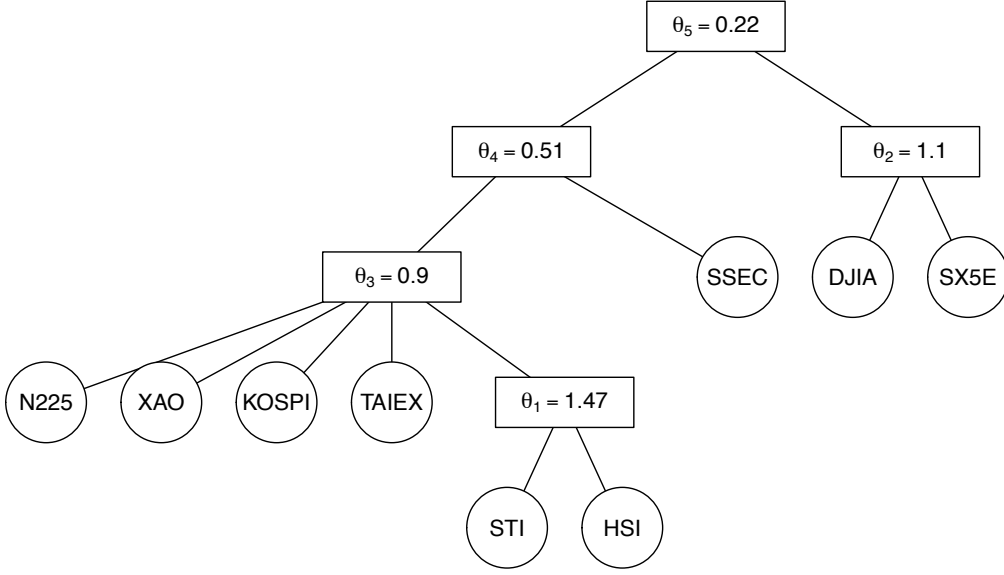 θ₅ = 0.22
θ₄ = 0.51
θ₂ = 1.1
θ₃ = 0.9
SSEC
DJIA
SX5E
N225
XAO
KOSPI
TAIEX
θ₁ = 1.47
STI
HSI